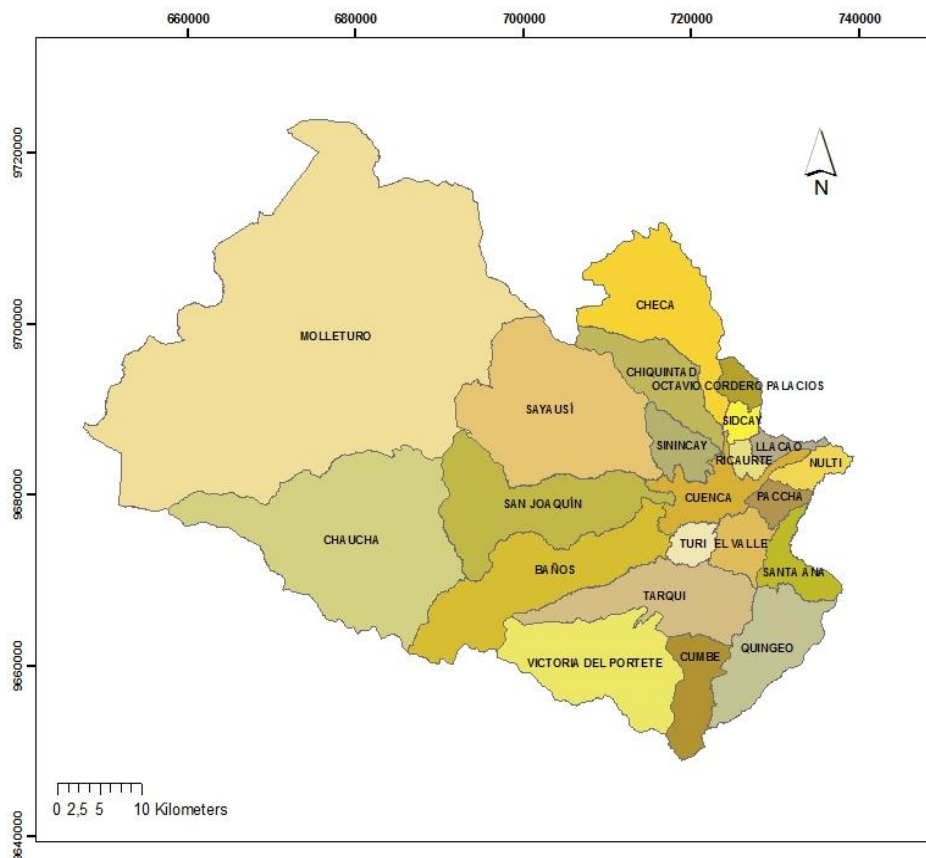 660000 680000 700000 720000 740000
9720000
N
CHECA
9700000
MOLLETURO
CHIQUINTAD
OCTAVIO CORDERO PALACIOS
SAYAUSÍ
SIDCAY
SININCAY
LLACAO
RICAURTE
NULTI
9680000
CUENCA
PACCHA
SAN JOAQUÍN
CHAUCHA
TURI
EL VALLE
BAÑOS
SANTA ANA
TARQUI
QUINGEO
9660000
VICTORIA DEL PORTETE
CUMBE
0 2,5 5 10 Kilometers
9640000